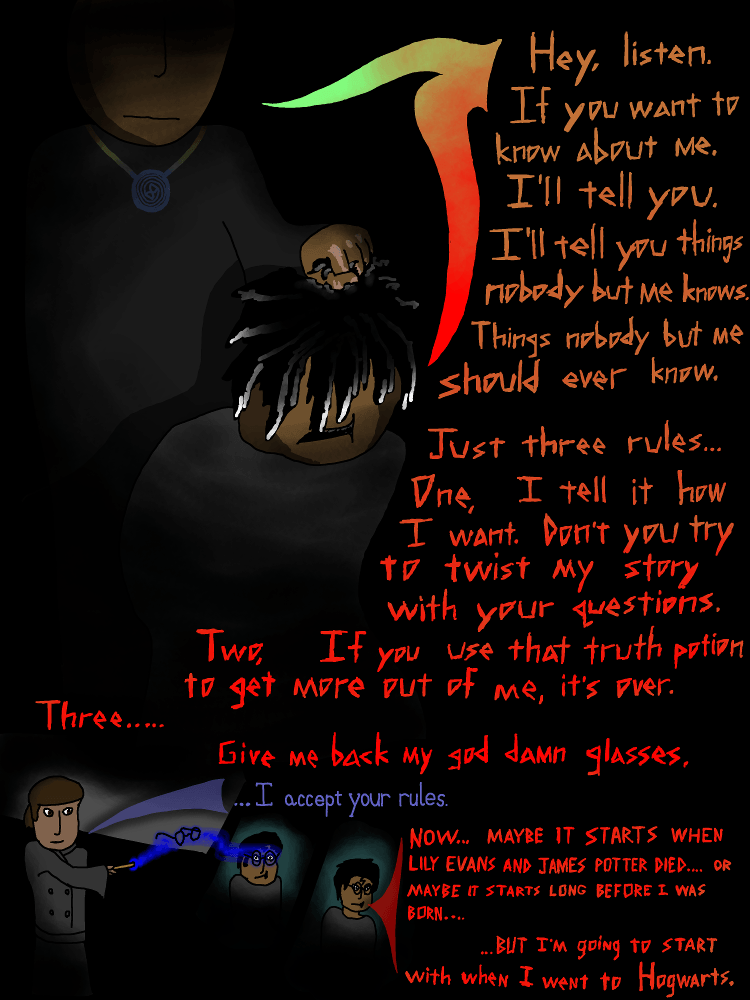 Hey, listen.
If you want to
know about me.
I'll tell you.
I'll tell you things
nobody but me knows.
Things nobody but me
should ever know.
Just three rules...
One, I tell it how
I want. Don't you try
to twist my story
with your questions.
Two, If you use that truth potion
to get more out of me, it's over.
Three.....
Give me back my god damn glasses.
...I accept your rules.
NOW... MAYBE IT STARTS WHEN
LILY EVANS AND JAMES POTTER DIED.... OR
MAYBE IT STARTS LONG BEFORE I WAS
BORN....
...BUT I'M goIng to START
with when I went to Hogwarts.